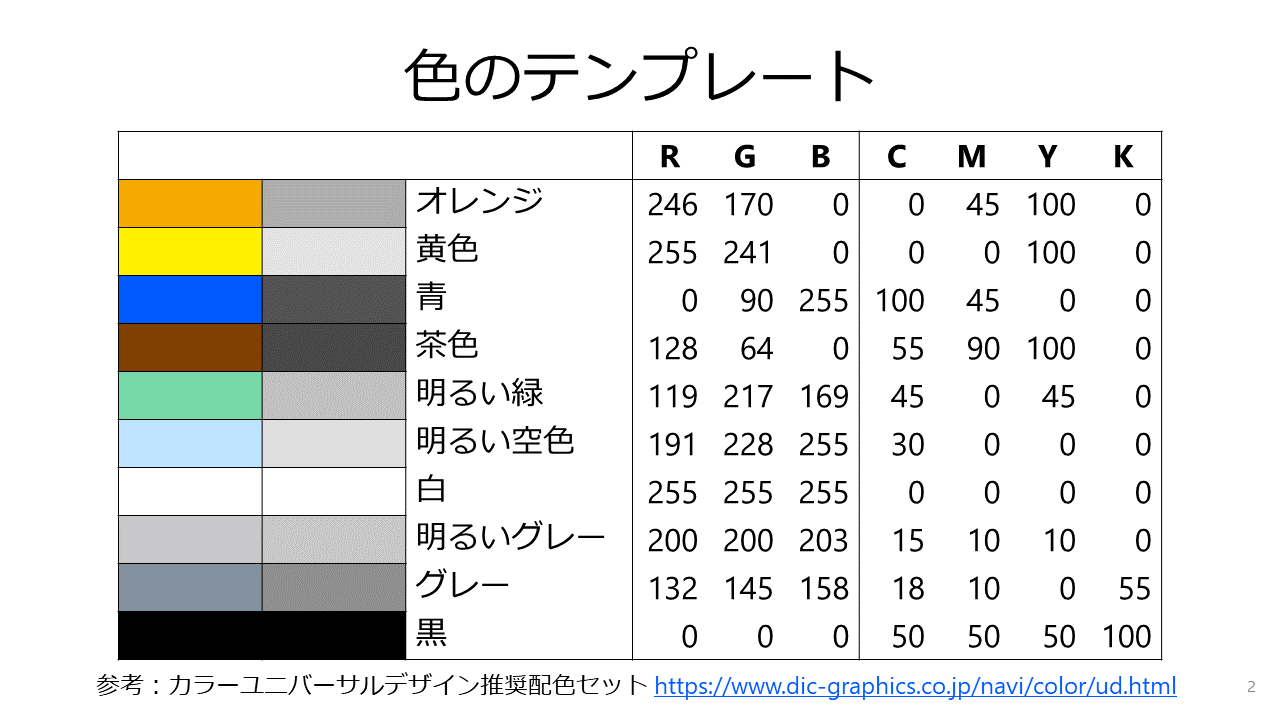 色のテンプレート
R G B C M Y K
オレンジ 246 170 0 0 45 100 0
黄色 255 241 0 0 0 100 0
青 0 90 255 100 45 0 0
茶色 128 64 0 55 90 100 0
明るい緑 119 217 169 45 0 45 0
明るい空色 191 228 255 30 0 0 0
白 255 255 255 0 0 0 0
明るいグレー 200 200 203 15 10 10 0
グレー 132 145 158 18 10 0 55
黒 0 0 0 50 50 50 100
参考：カラーユニバーサルデザイン推奨配色セット https://www.dic-graphics.co.jp/navi/color/ud.html
2